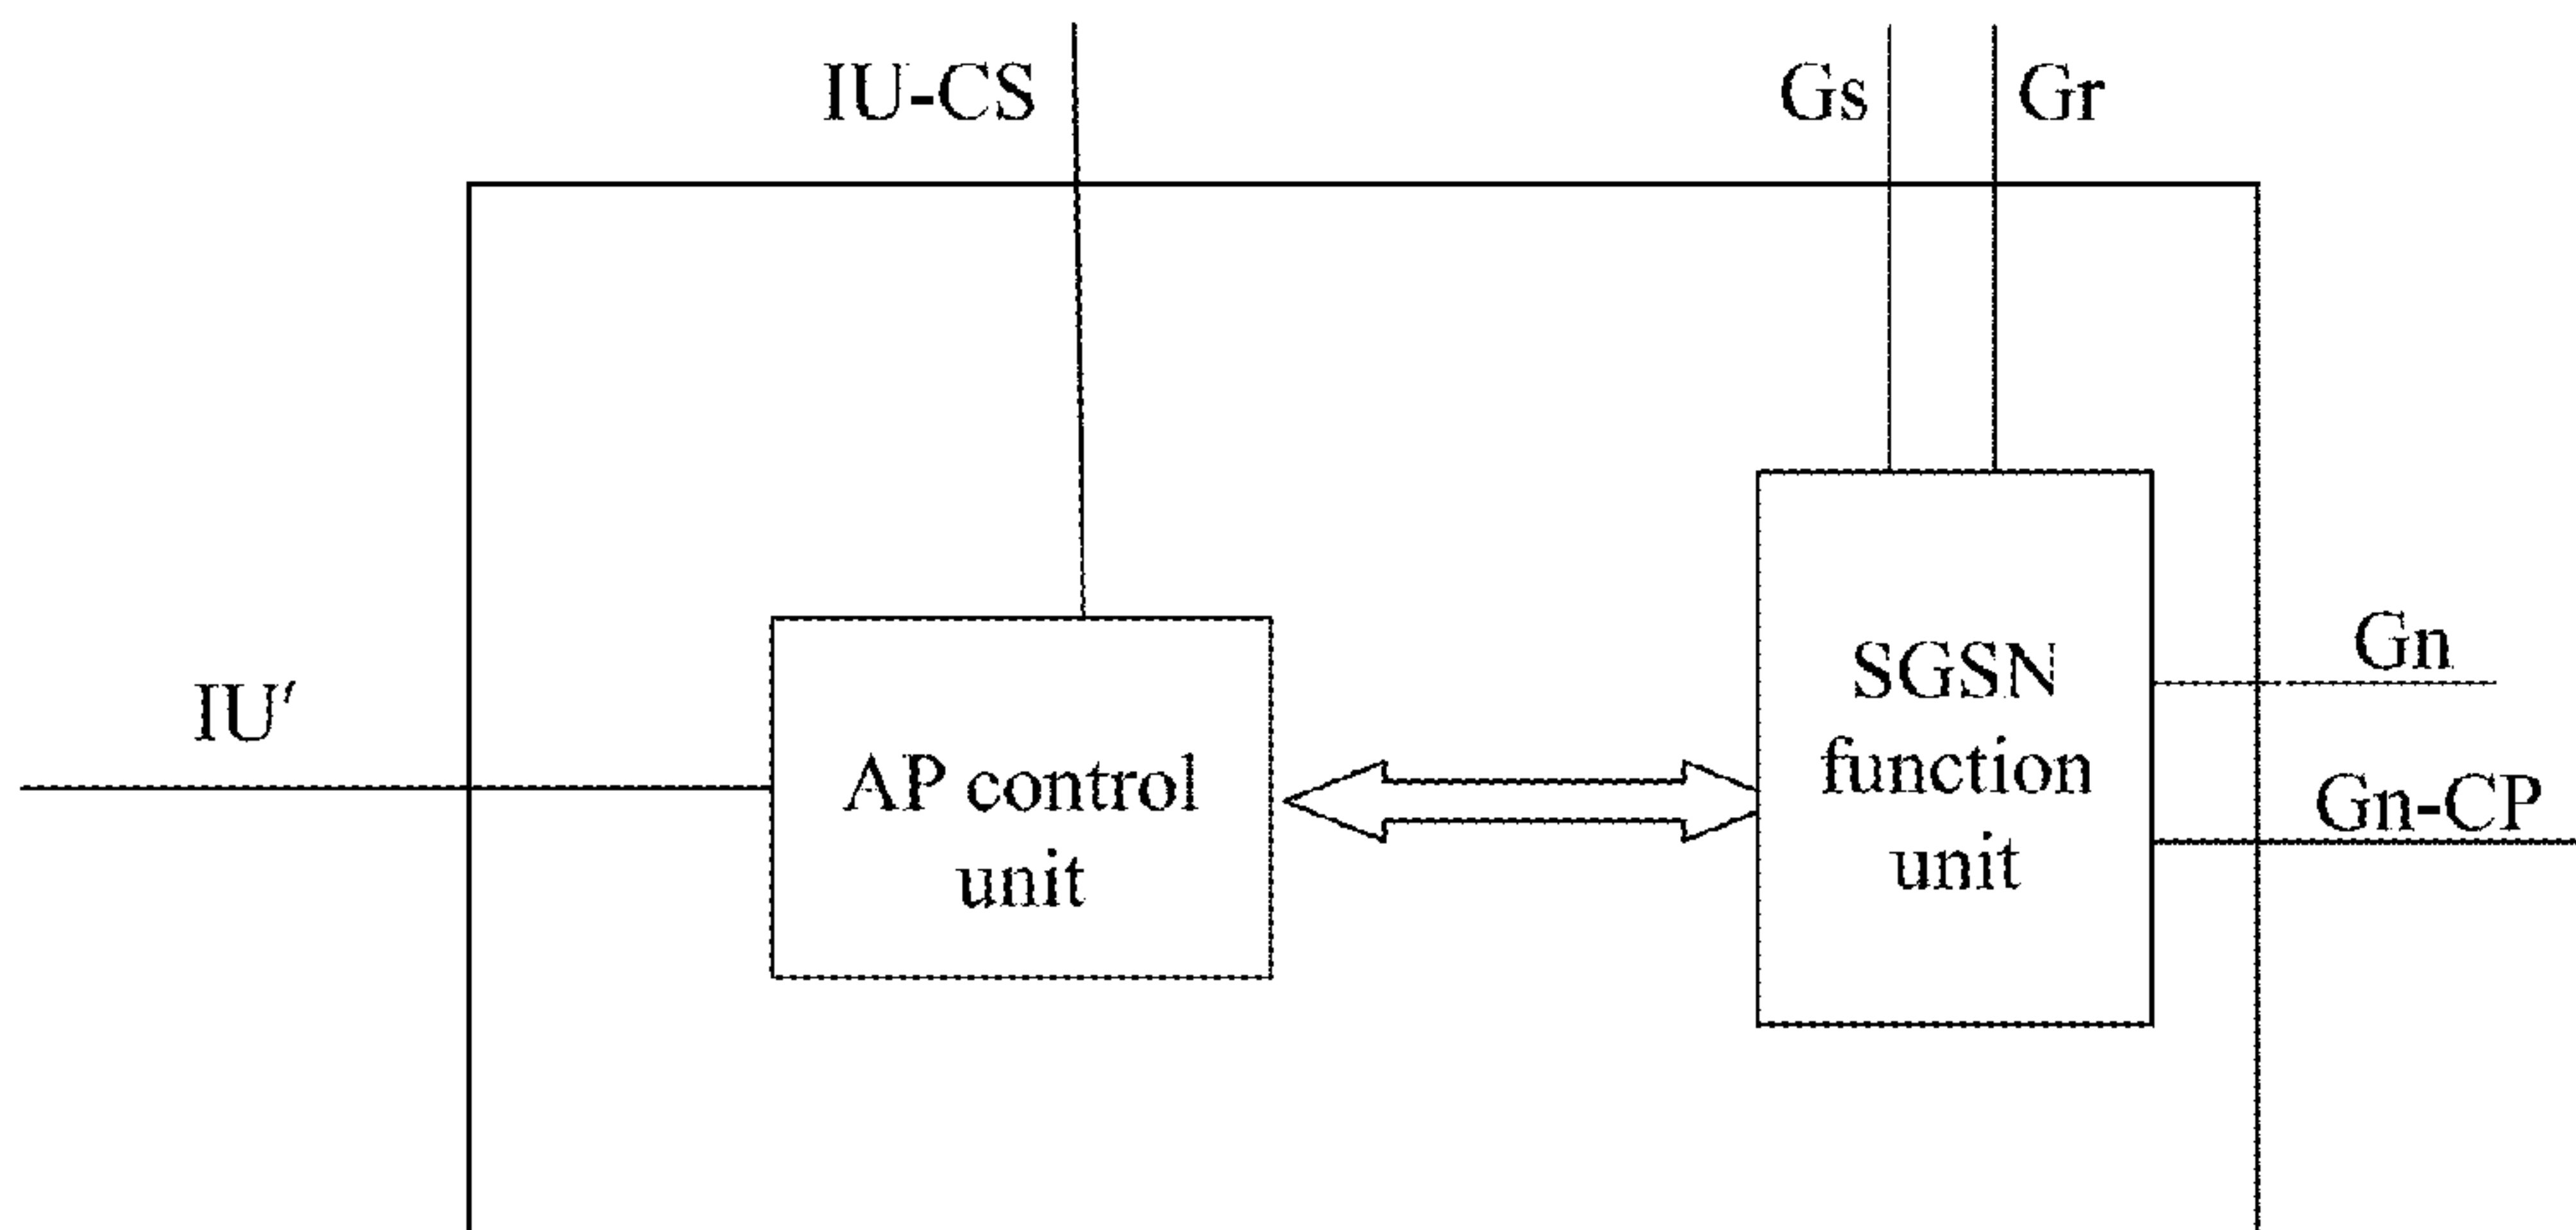 IU-CS
Gs
Gr
IU'
AP control
unit
SGSN
function
unit
Gn
Gn-CP